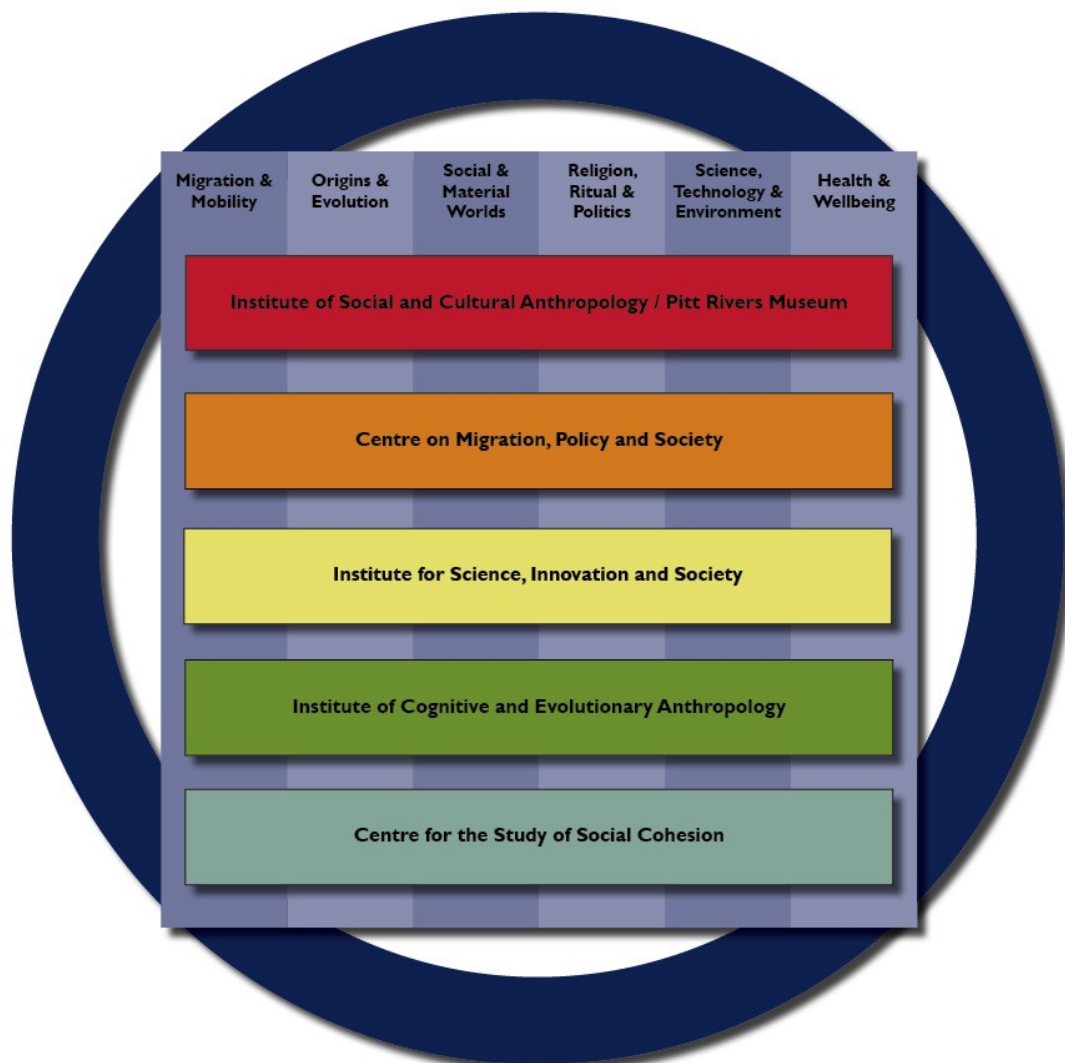 Migration &
Mobility
Origins &
Evolution
Social &
Material
Worlds
Religion,
Ritual &
Politics
Science,
Technology &
Environment
Health &
Wellbeing
Institute of Social and Cultural Anthropology / Pitt Rivers Museum
Centre on Migration, Policy and Society
Institute for Science, Innovation and Society
Institute of Cognitive and Evolutionary Anthropology
Centre for the Study of Social Cohesion